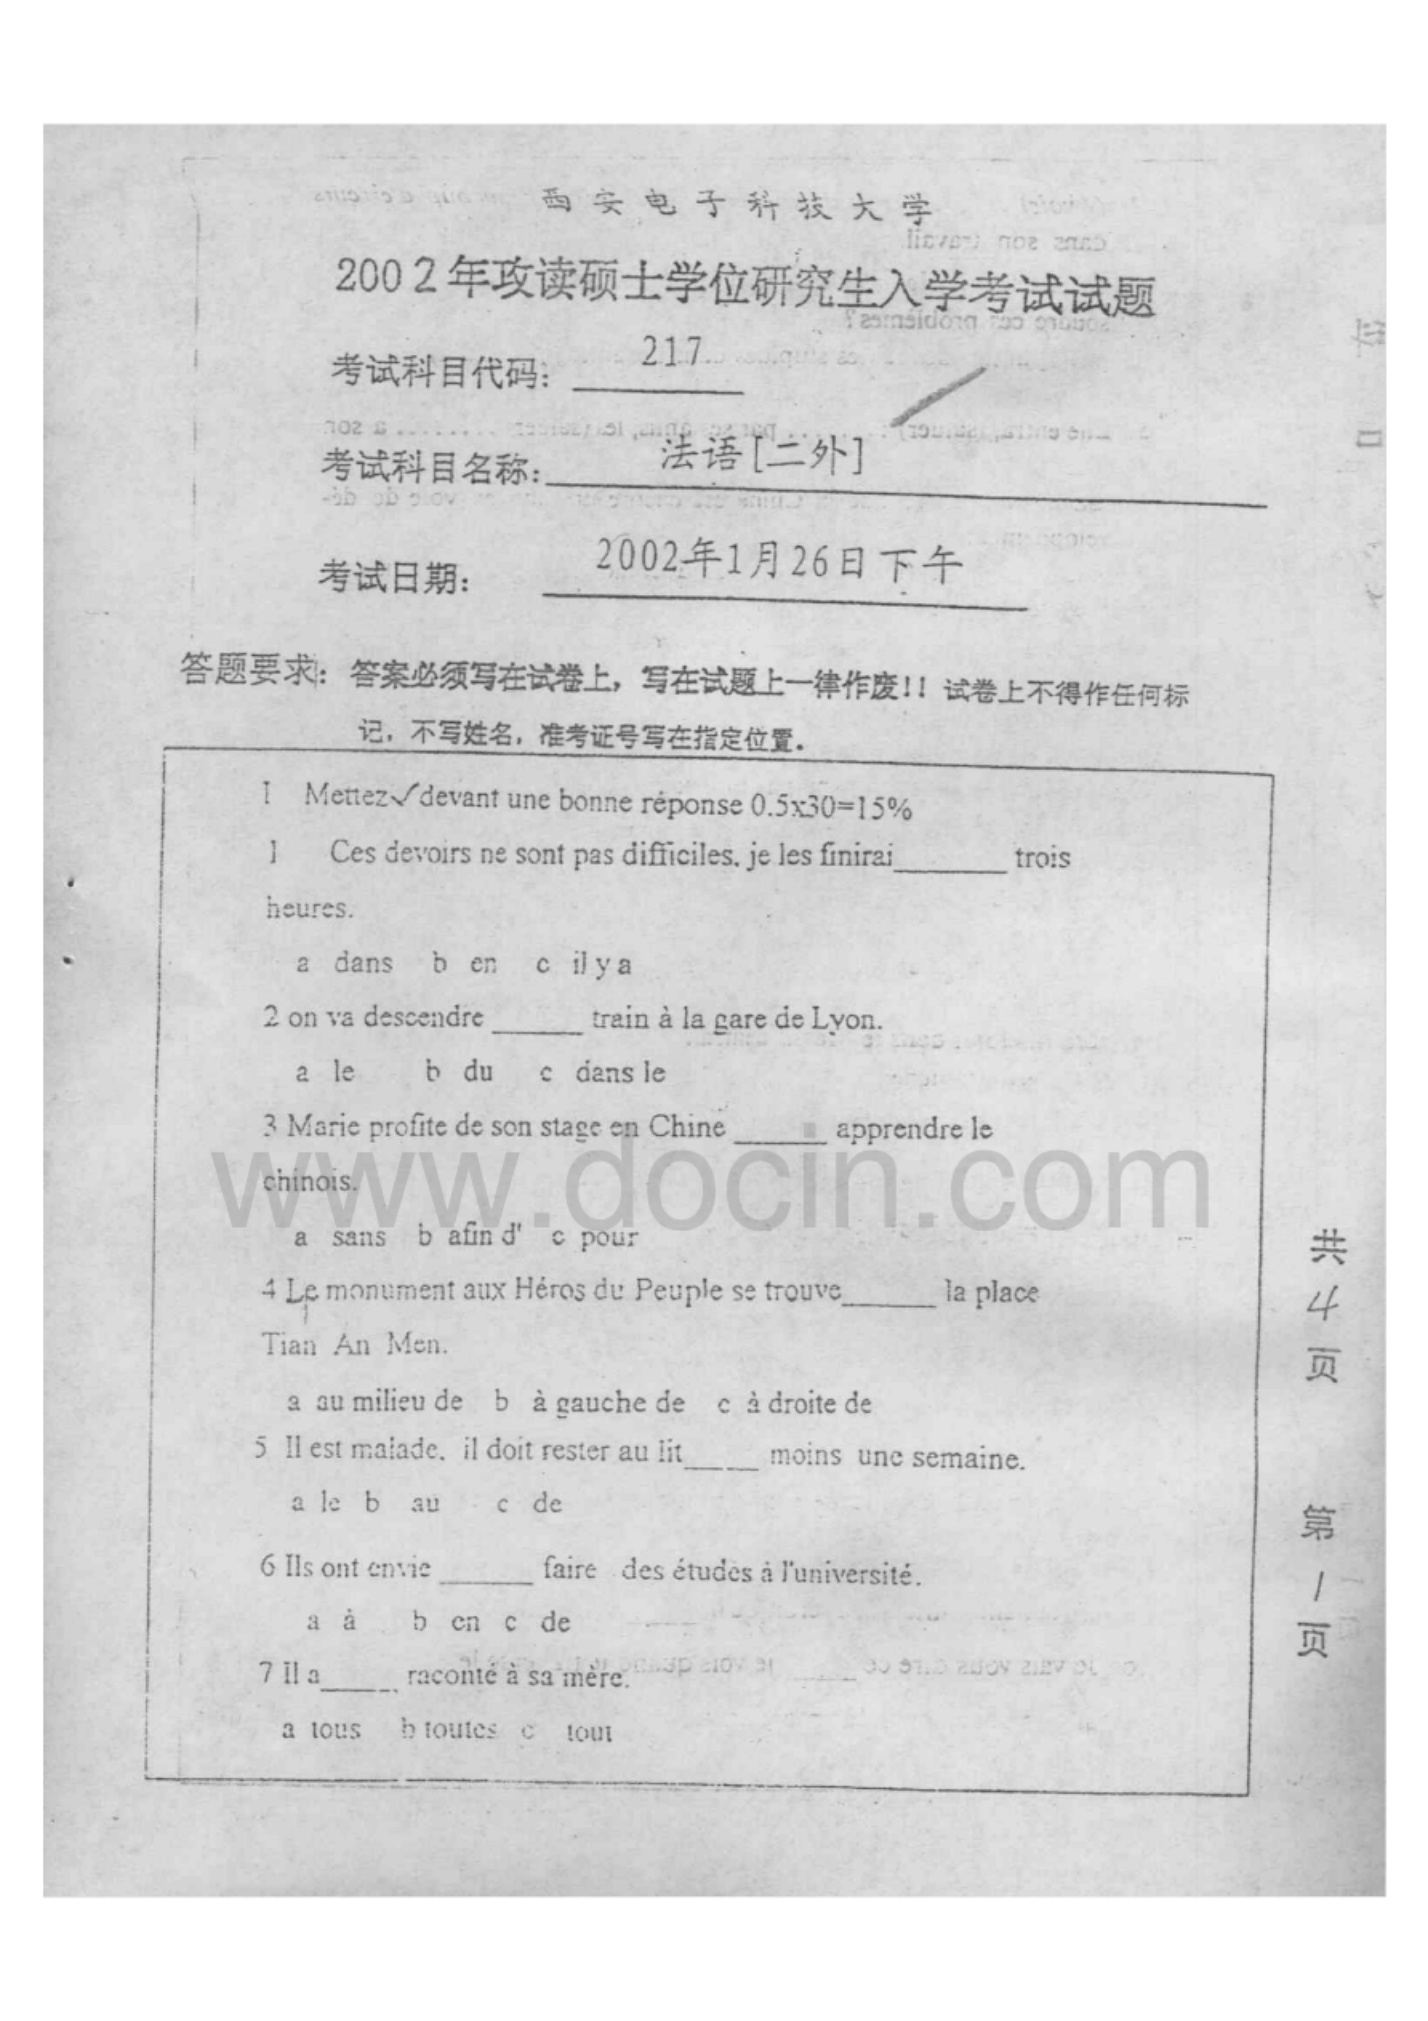 西安电子科技大学
2002年攻读硕士学位研究生入学考试试题
考试科目代码: 217
考试科目名称: 法语[二外]
考试日期: 2002年1月26日下午
答题要求: 答案必须写在试卷上，写在试题上一律作废!! 试卷上不得作任何标
记，不写姓名，准考证号写在指定位置.
I Mettez✓devant une bonne réponse 0.5x30=15%
1 Ces devoirs ne sont pas difficiles, je les finirai________ trois
heures.
a dans b en c il y a
2 on va descendre ______ train à la gare de Lyon.
a le b du c dans le
3 Marie profite de son stage en Chine ______ apprendre le
chinois.
a sans b afin d' c pour
4 Le monument aux Héros du Peuple se trouve______ la place
Tian An Men.
a au milieu de b à gauche de c à droite de
5 Il est malade, il doit rester au lit_____ moins une semaine.
a le b au c de
6 Ils ont envie ______ faire des études à l'université.
a à b en c de
7 Il a_____ raconté à sa mère.
a tous b toutes c tout
共4页
第1页
www.docin.com